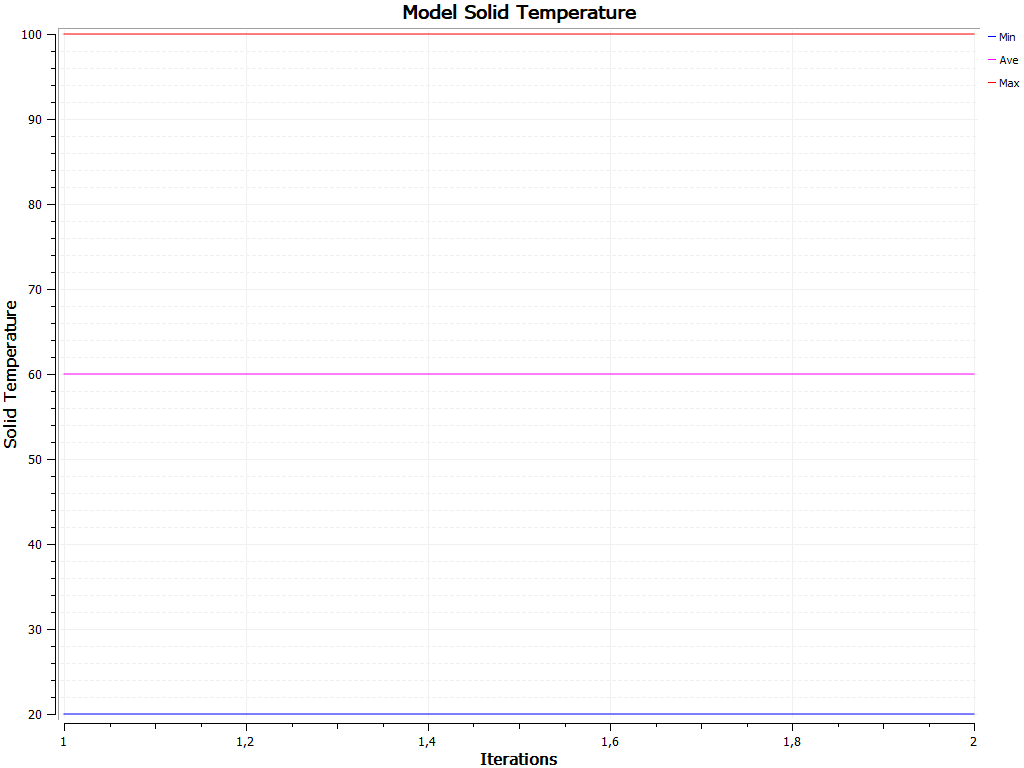 Model Solid Temperature
Min
Ave
Max
Solid Temperature
100
90
80
70
60
50
40
30
20
1
1,2
1,4
1,6
1,8
2
Iterations